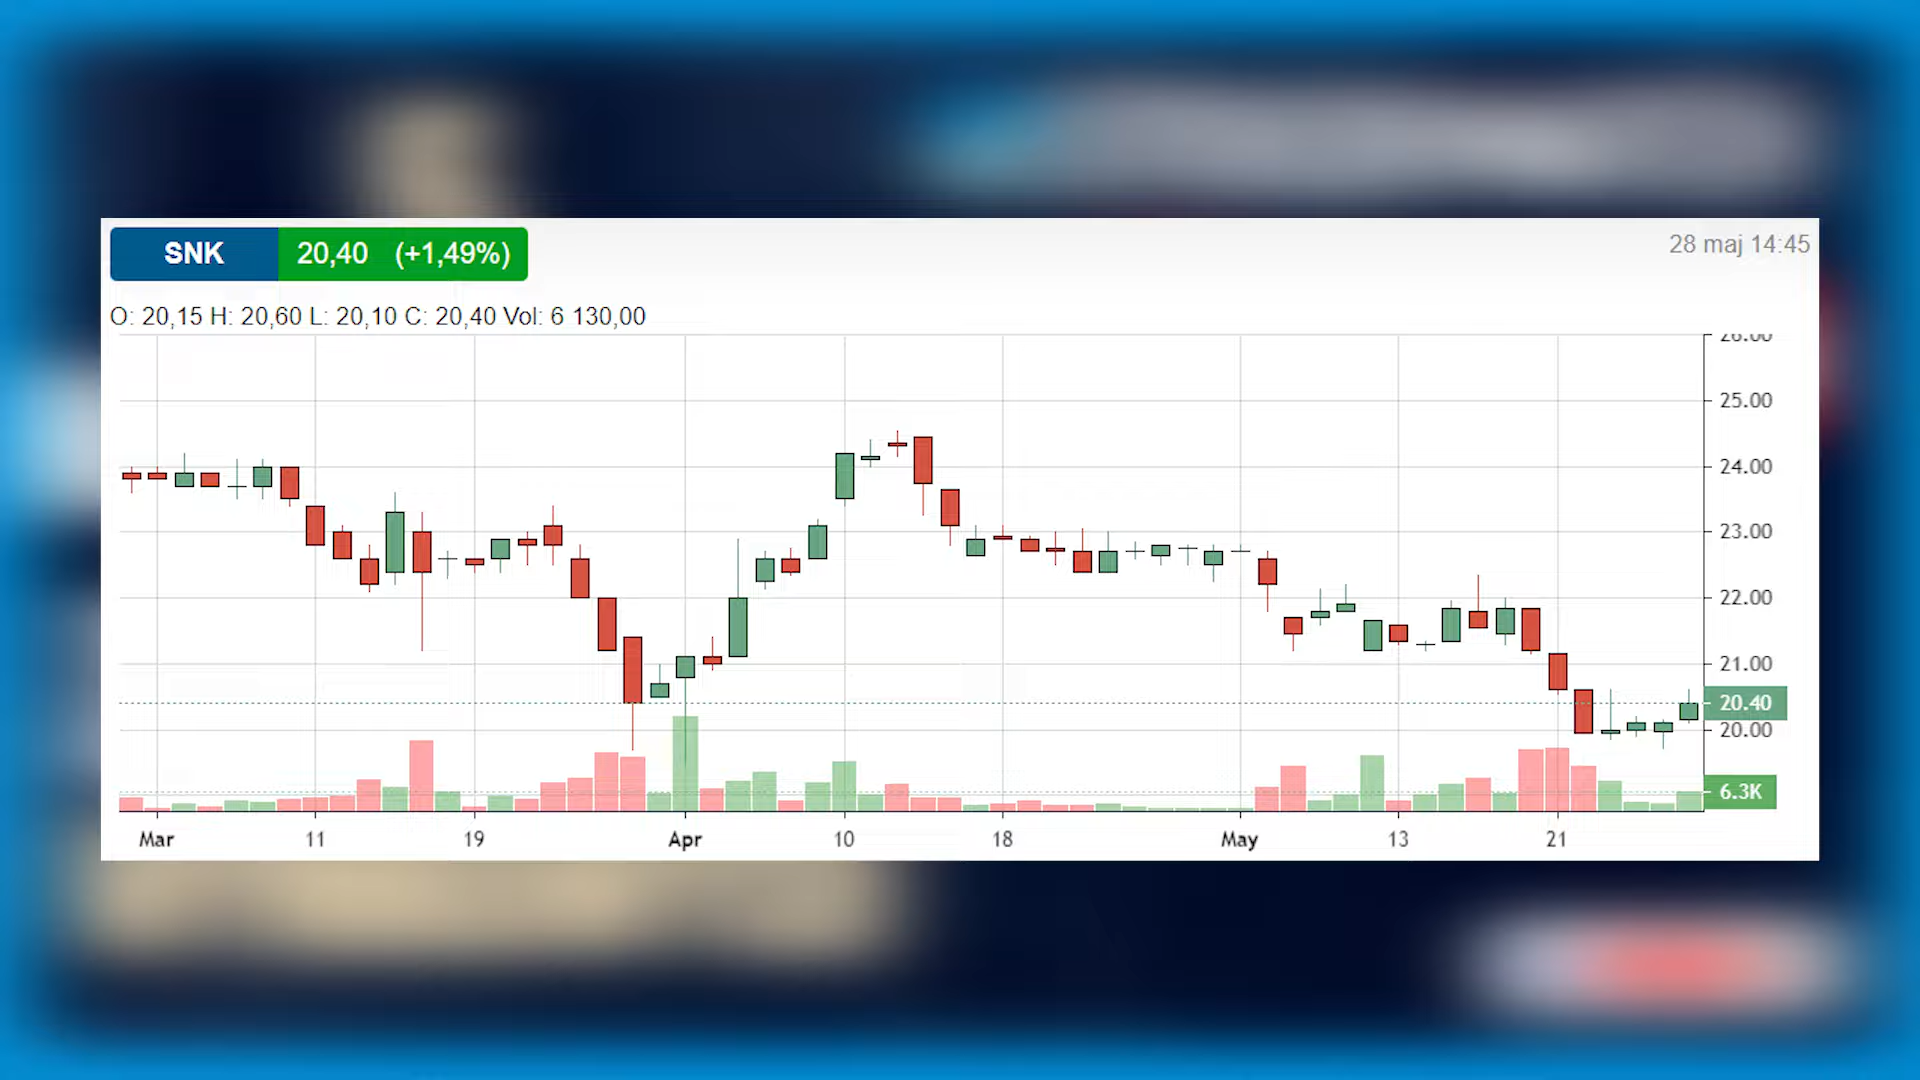 SNK 20,40 (+1,49%)
28 maj 14:45
O: 20,15 H: 20,60 L: 20,10 C: 20,40 Vol: 6 130,00
26.00
25.00
24.00
23.00
22.00
21.00
20.40
20.00
6.3K
Mar 11 19 Apr 10 18 May 13 21